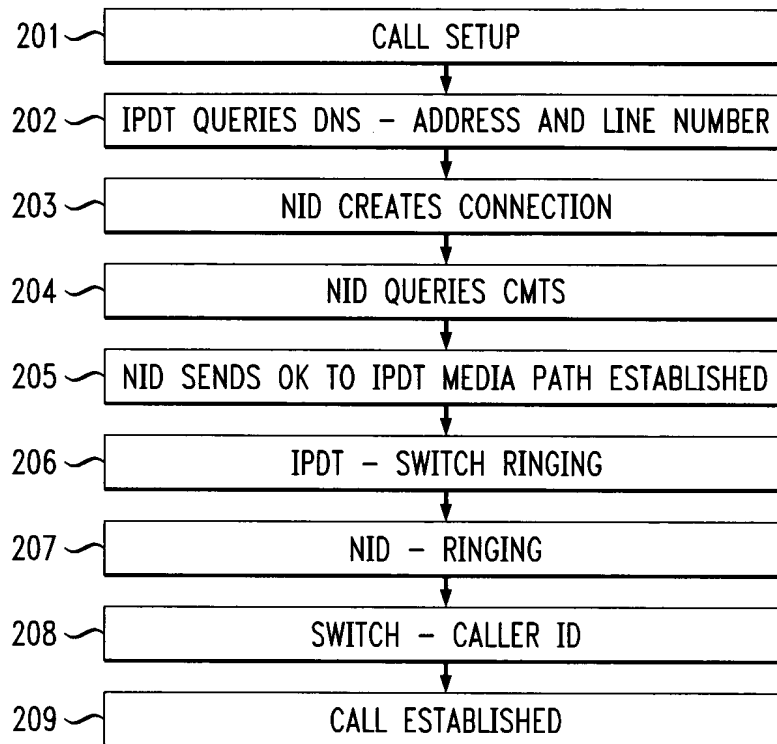 201 CALL SETUP
202 IPDT QUERIES DNS - ADDRESS AND LINE NUMBER
203 NID CREATES CONNECTION
204 NID QUERIES CMTS
205 NID SENDS OK TO IPDT MEDIA PATH ESTABLISHED
206 IPDT - SWITCH RINGING
207 NID - RINGING
208 SWITCH - CALLER ID
209 CALL ESTABLISHED